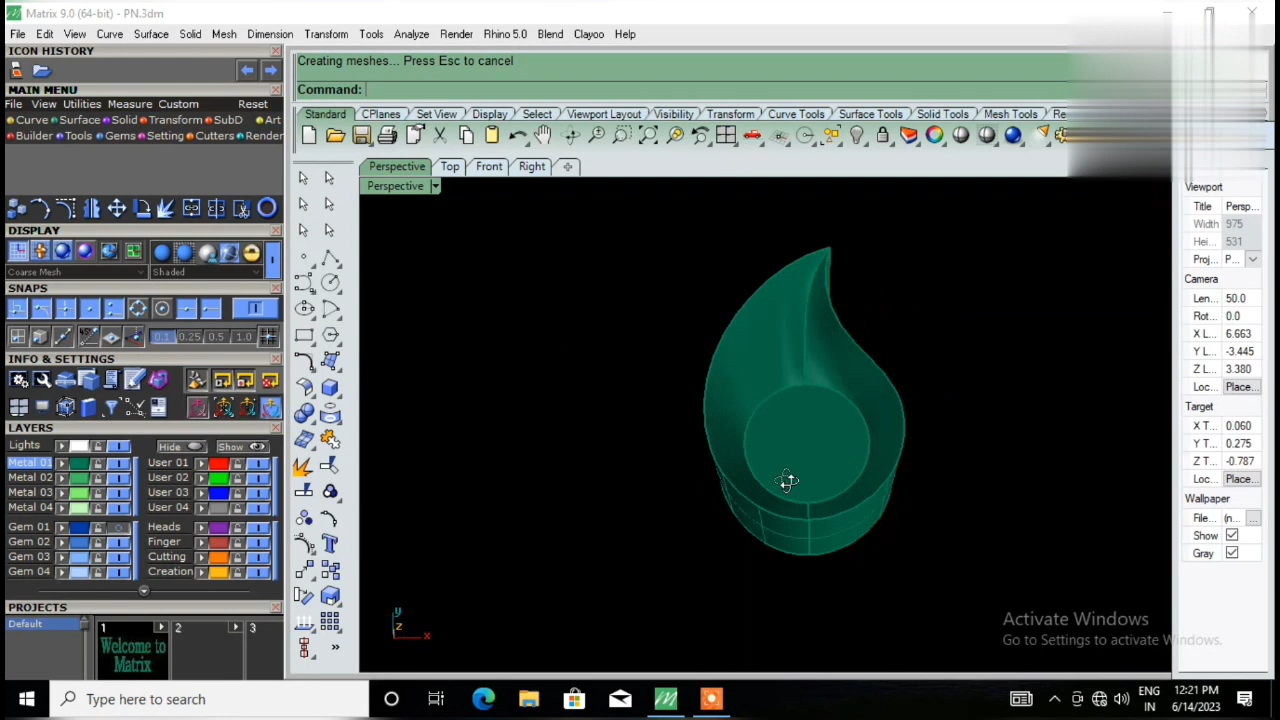 Matrix 9.0 (64-bit) - PN.3dm
File Edit View Curve Surface Solid Mesh Dimension Transform Tools Analyze Render Rhino 5.0 Blend Clayoo Help
ICON HISTORY
MAIN MENU
File View Utilities Measure Custom Reset
Curve Surface Solid Transform SubD Art
Builder Tools Gems Setting Cutters Render
DISPLAY
Coarse Mesh Shaded
SNAPS
0.1 0.25 0.5 1.0
INFO & SETTINGS
LAYERS
Lights Hide Show
Metal 01 User 01
Metal 02 User 02
Metal 03 User 03
Metal 04 User 04
Gem 01 Heads
Gem 02 Finger
Gem 03 Cutting
Gem 04 Creation
PROJECTS
Default 1 2 3
Welcome to
Matrix
Creating meshes... Press Esc to cancel
Command:
Standard CPlanes Set View Display Select Viewport Layout Visibility Transform Curve Tools Surface Tools Solid Tools Mesh Tools Re
Perspective Top Front Right
Perspective
y
z
x
Viewport
Title Persp...
Width 975
Hei... 531
Proj... P...
Camera
Len... 50.0
Rot... 0.0
X L... 6.663
Y L... -3.445
Z L... 3.380
Loc... Place...
Target
X T... 0.060
Y T... 0.275
Z T... -0.787
Loc... Place...
Wallpaper
File... (n... ...
Show
Gray
Activate Windows
Go to Settings to activate Windows.
Type here to search
ENG
IN
12:21 PM
6/14/2023